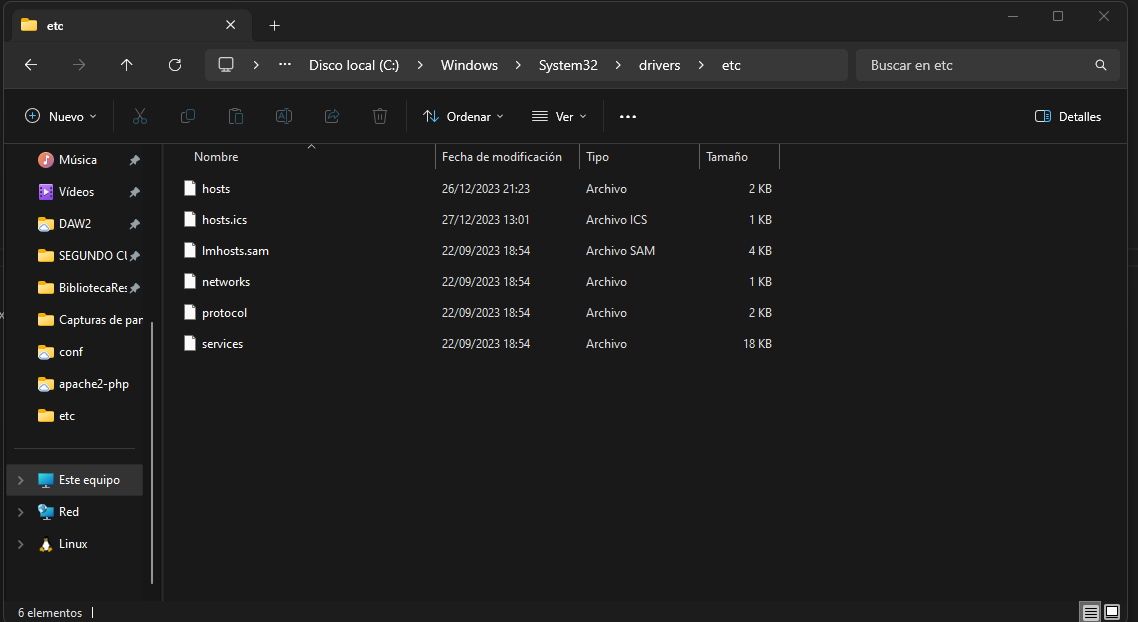 etc
Disco local (C:) Windows System32 drivers etc
Buscar en etc
Nuevo Ordenar Ver Detalles
Música
Vídeos
DAW2
SEGUNDO CU
BibliotecaRes
Capturas de pan
conf
apache2-php
etc
Este equipo
Red
Linux
Nombre Fecha de modificación Tipo Tamaño
hosts 26/12/2023 21:23 Archivo 2 KB
hosts.ics 27/12/2023 13:01 Archivo ICS 1 KB
lmhosts.sam 22/09/2023 18:54 Archivo SAM 4 KB
networks 22/09/2023 18:54 Archivo 1 KB
protocol 22/09/2023 18:54 Archivo 2 KB
services 22/09/2023 18:54 Archivo 18 KB
6 elementos